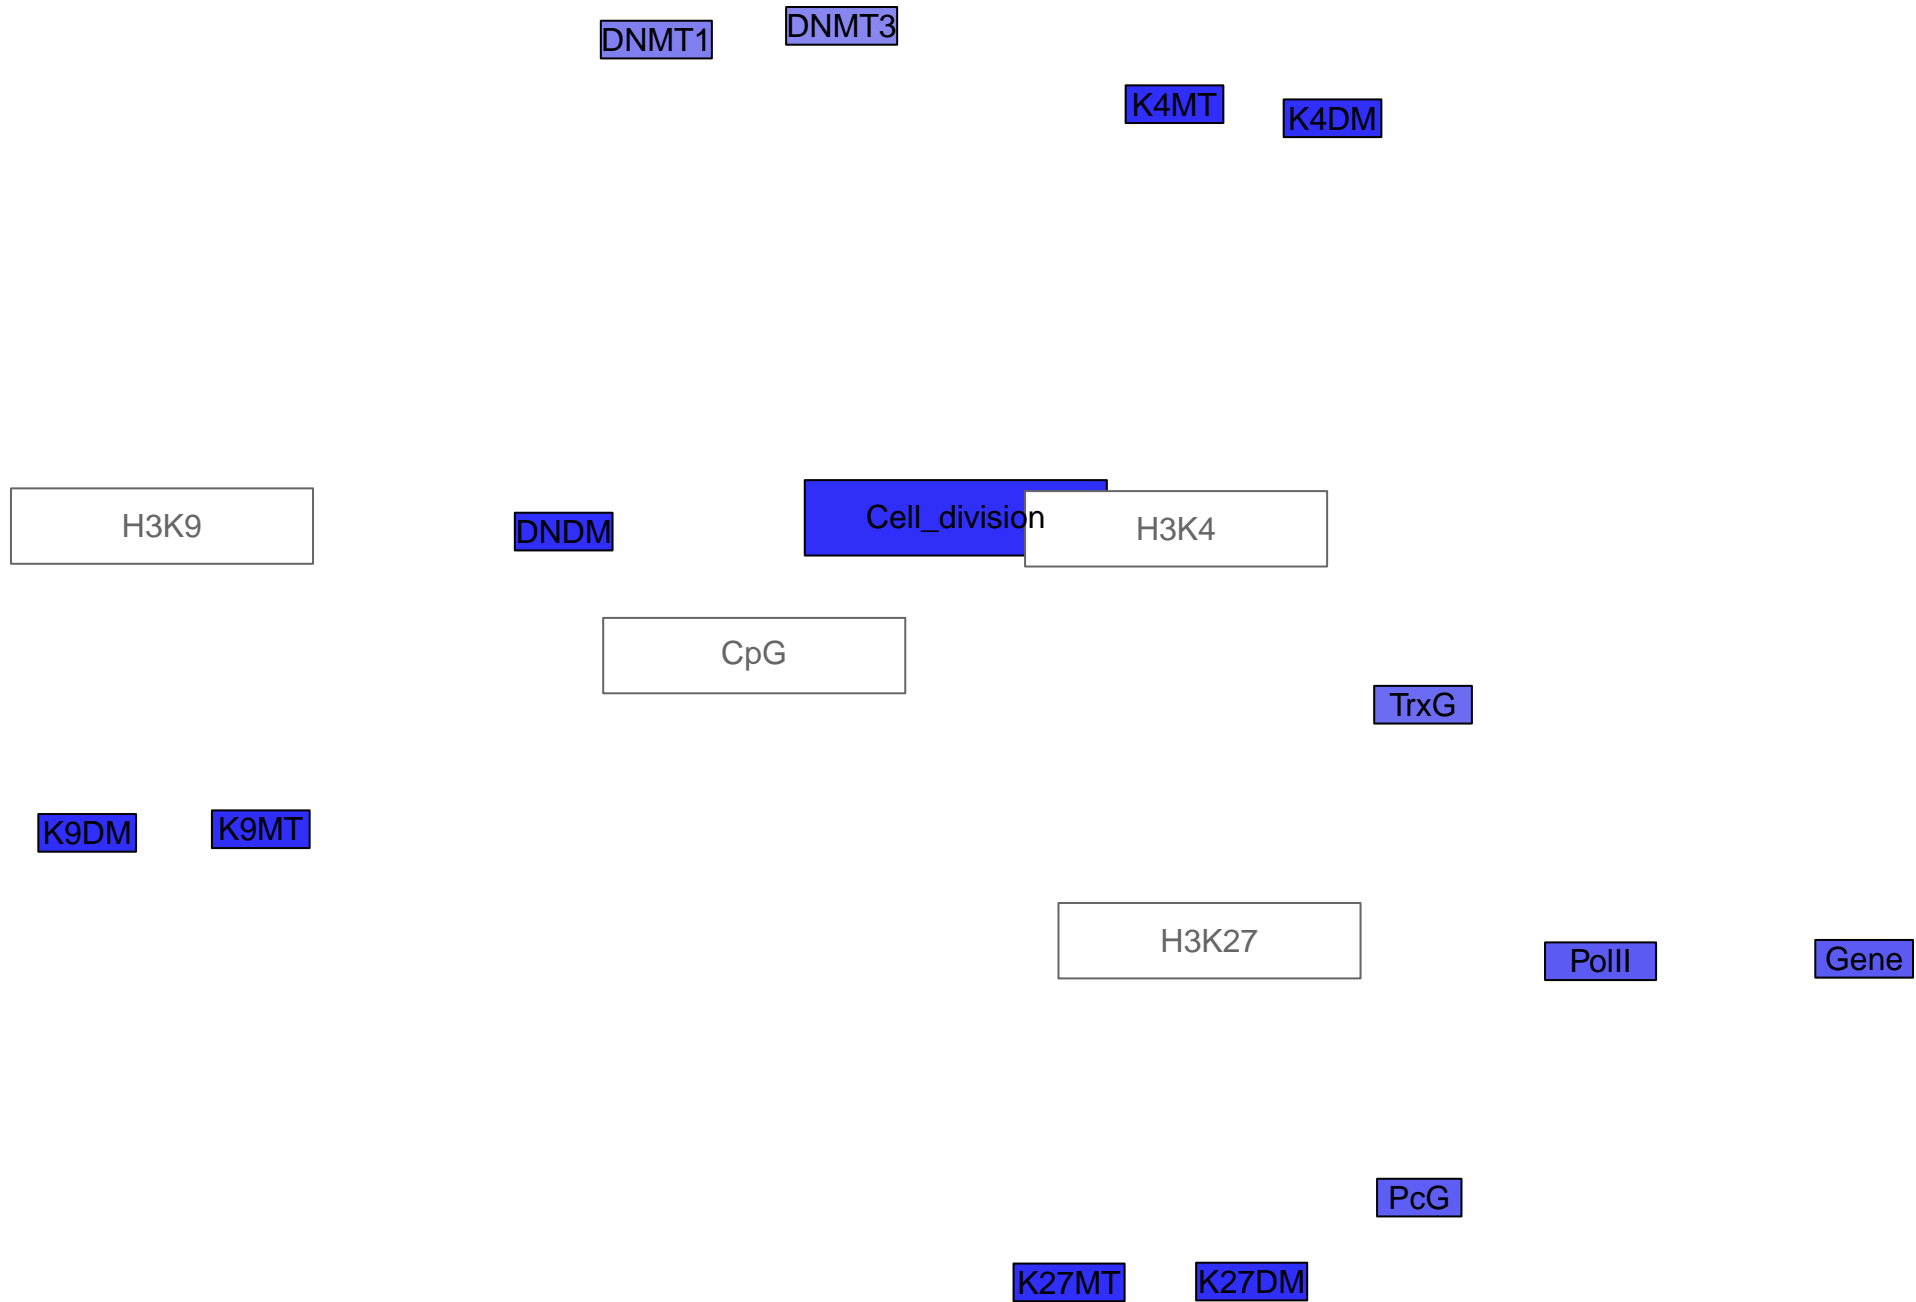 DNMT1
DNMT3
K4MT
K4DM
H3K9
DNDM
Cell_division
H3K4
CpG
TrxG
K9DM
K9MT
H3K27
PolII
Gene
PcG
K27MT
K27DM